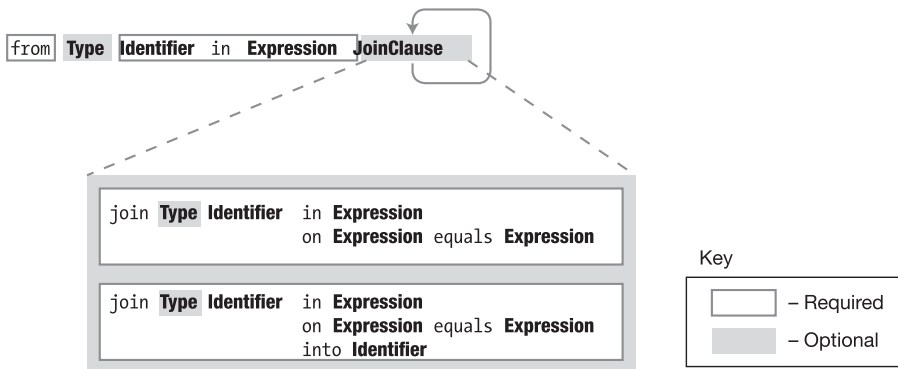 from Type Identifier in Expression JoinClause
join Type Identifier in Expression
on Expression equals Expression
join Type Identifier in Expression
on Expression equals Expression
into Identifier
Key
– Required
– Optional